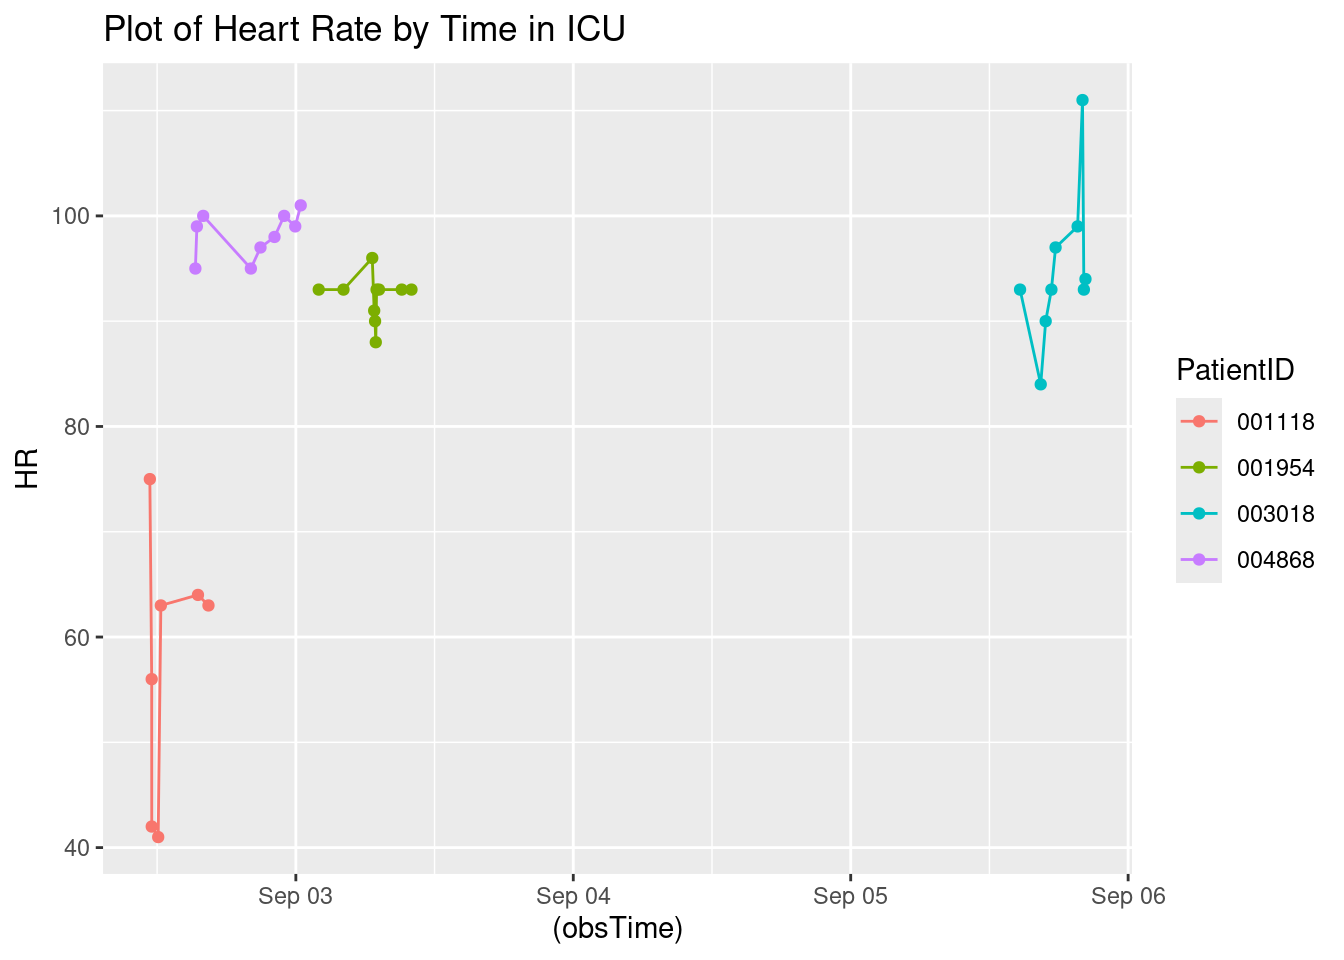 Plot of Heart Rate by Time in ICU
100
80
60
40
HR
Sep 03
Sep 04
Sep 05
Sep 06
(obsTime)
PatientID
001118
001954
003018
004868